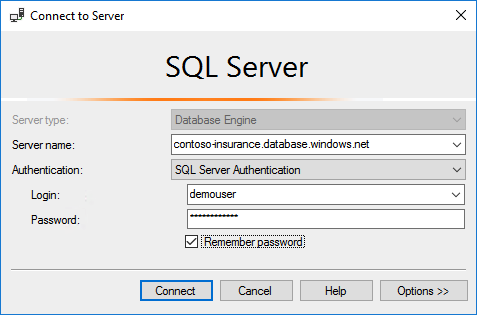 Connect to Server
SQL Server
Server type: Database Engine
Server name: contoso-insurance.database.windows.net
Authentication: SQL Server Authentication
Login: demouser
Password: ************
Remember password
Connect Cancel Help Options >>